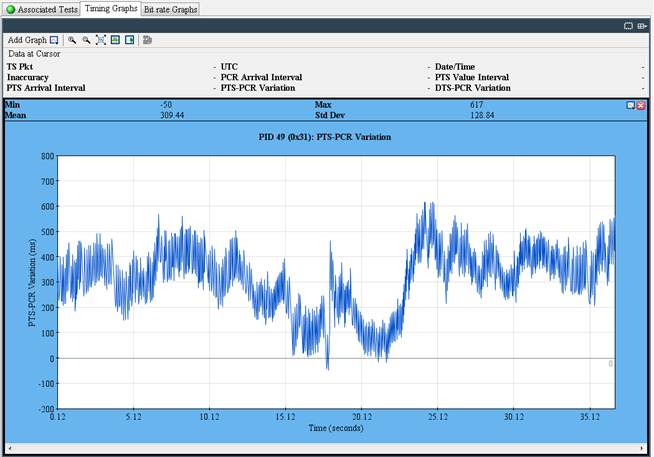 Associated Tests Timing Graphs Bit rate Graphs
Add Graph
Data at Cursor
TS Pkt - UTC - Date/Time -
Inaccuracy - PCR Arrival Interval - PTS Value Interval -
PTS Arrival Interval - PTS-PCR Variation - DTS-PCR Variation -
Min -50 Max 617
Mean 309.44 Std Dev 128.84
PID 49 (0x31): PTS-PCR Variation
PTS-PCR Variation (ms)
800
700
600
500
400
300
200
100
0
-100
-200
0
0.12 5.12 10.12 15.12 20.12 25.12 30.12 35.12
Time (seconds)